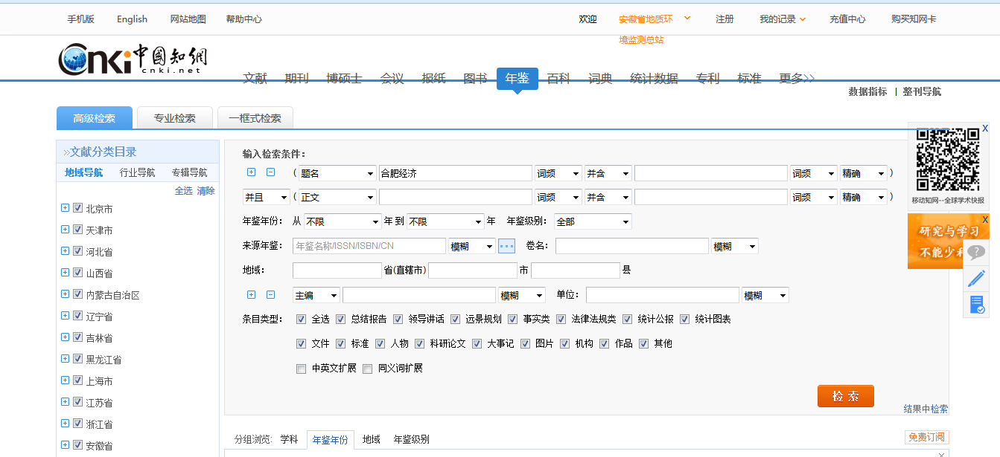 手机版 English 网站地图 帮助中心 欢迎 安徽省地质环 注册 我的记录 充值中心 购买知网卡
境监测总站
Cnki 中國知網
cnki.net
文献 期刊 博硕士 会议 报纸 图书 年鉴 百科 词典 统计数据 专利 标准 更多>>
数据指标 | 整刊导航
高级检索 专业检索 一框式检索
X
»文献分类目录
地域导航 行业导航 专辑导航
全选 清除
北京市
天津市
河北省
山西省
内蒙古自治区
辽宁省
吉林省
黑龙江省
上海市
江苏省
浙江省
安徽省
输入检索条件:
( 题名 合肥经济 词频 并含 词频 精确 )
并且 ( 正文 词频 并含 词频 精确 )
年鉴年份: 从 不限 年 到 不限 年 年鉴级别: 全部
来源年鉴: 年鉴名称/ISSN/ISBN/CN 模糊 ... 卷名: 模糊
地域: 省(直辖市) 市 县
主编 模糊 单位: 模糊
条目类型: 全选 总结报告 领导讲话 远景规划 事实类 法律法规类 统计公报 统计图表
文件 标准 人物 科研论文 大事记 图片 机构 作品 其他
中英文扩展 同义词扩展
检 索
结果中检索
分组浏览: 学科 年鉴年份 地域 年鉴级别
免费订阅
移动知网--全球学术快报
X
研究与学习
不能少
?